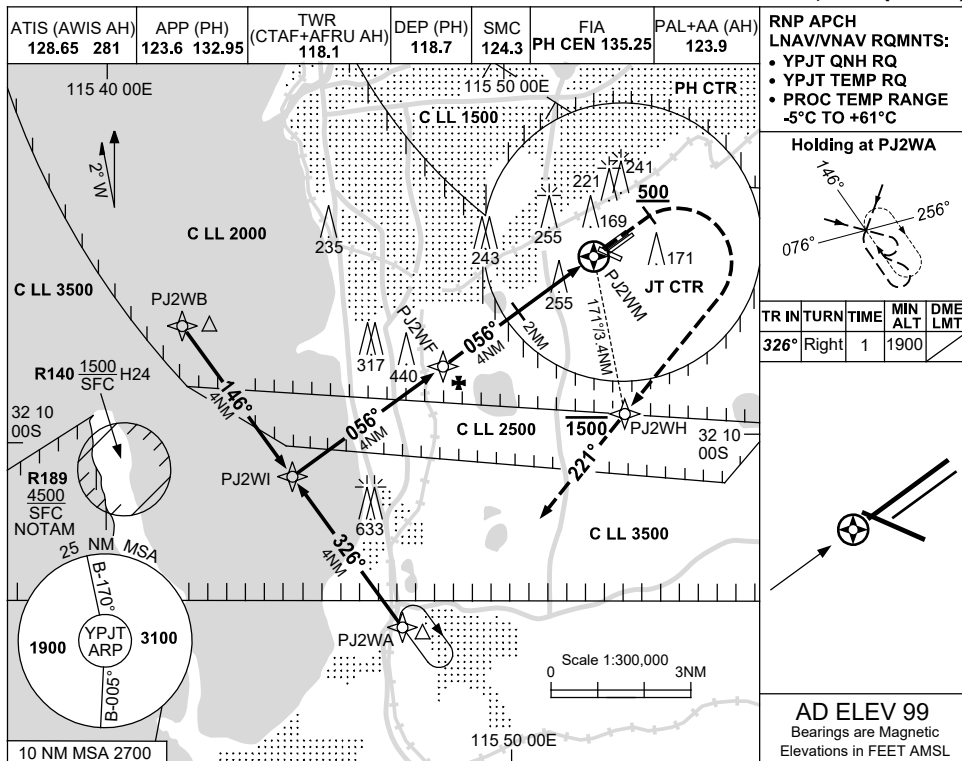 ATIS (AWIS AH)
128.65 281
APP (PH)
123.6 132.95
TWR
(CTAF+AFRU AH)
118.1
DEP (PH)
118.7
SMC
124.3
FIA
PH CEN 135.25
PAL+AA (AH)
123.9
RNP APCH
LNAV/VNAV RQMNTS:
• YPJT QNH RQ
• YPJT TEMP RQ
• PROC TEMP RANGE
-5°C TO +61°C
Holding at PJ2WA
146°
256°
076°
TR IN TURN TIME MIN ALT DME LMT
326° Right 1 1900
115 40 00E
115 50 00E
PH CTR
C LL 1500
2° W
241
221
500
235
C LL 2000
255
169
243
171
C LL 3500
PJ2WM
JT CTR
255
PJ2WB
PJ2WF
2NM
171°/3.4NM
056°
4NM
317
440
R140 1500 H24
SFC
146°
4NM
056°
4NM
32 10
00S
C LL 2500
1500
PJ2WH
32 10
00S
R189
4500
SFC
NOTAM
PJ2WI
221°
633
C LL 3500
326°
4NM
25 NM MSA
B-170°
1900
YPJT
ARP
3100
B-005°
PJ2WA
Scale 1:300,000
0 3NM
10 NM MSA 2700
115 50 00E
AD ELEV 99
Bearings are Magnetic
Elevations in FEET AMSL